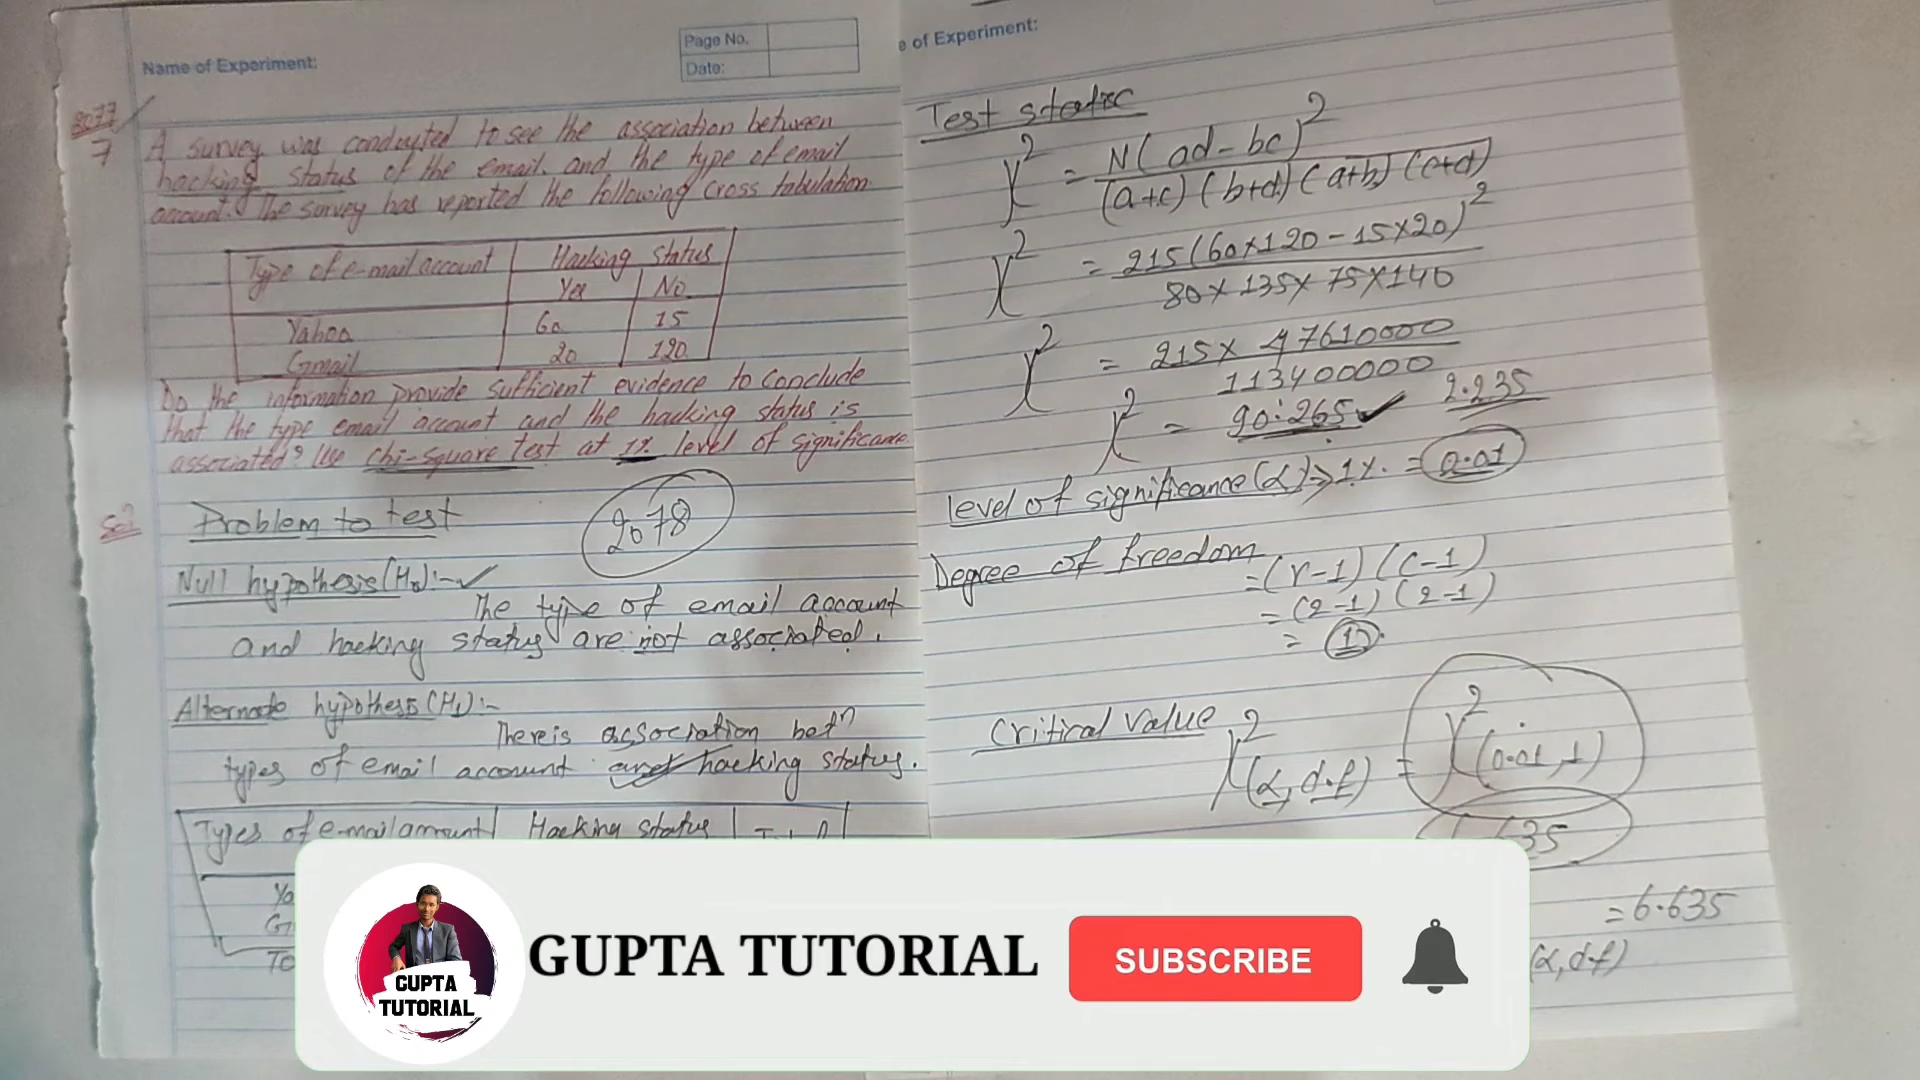 Name of Experiment:
Page No.
Date:
2077
7
A survey was conducted to see the association between
hacking status of the email. and the type of email
account. The survey has reported the following cross tabulation.
Type of e-mail account
Hacking Status
Yes
No
Yahoo
60
15
Gmail
20
120
Do the information provide sufficient evidence to conclude
that the type email account and the hacking status is
associated? Use chi-square test at 1% level of significance
Problem to test
2078
Null hypothesis (H0):- ✓
The type of email account
and hacking status are not associated.
Alternate hypothesis (H1):-
There is association betn
types of email account and hacking status.
Types of e-mail amount
Hacking status
e of Experiment:
Test static
χ² = N(ad-bc)² / (a+c)(b+d)(a+b)(c+d)
χ² = 215(60×120-15×20)² / 80×135×75×140
χ² = 215× 47610000 / 113400000
χ² = 90.265 ✓
2.235
level of significance (α) => 1%. = 0.01
Degree of freedom
= (r-1)(c-1)
= (2-1)(2-1)
= 1
Critical value
χ²(α, d.f) = χ²(0.01, 1)
35
= 6.635
(α, d.f)
GUPTA
TUTORIAL
GUPTA TUTORIAL
SUBSCRIBE